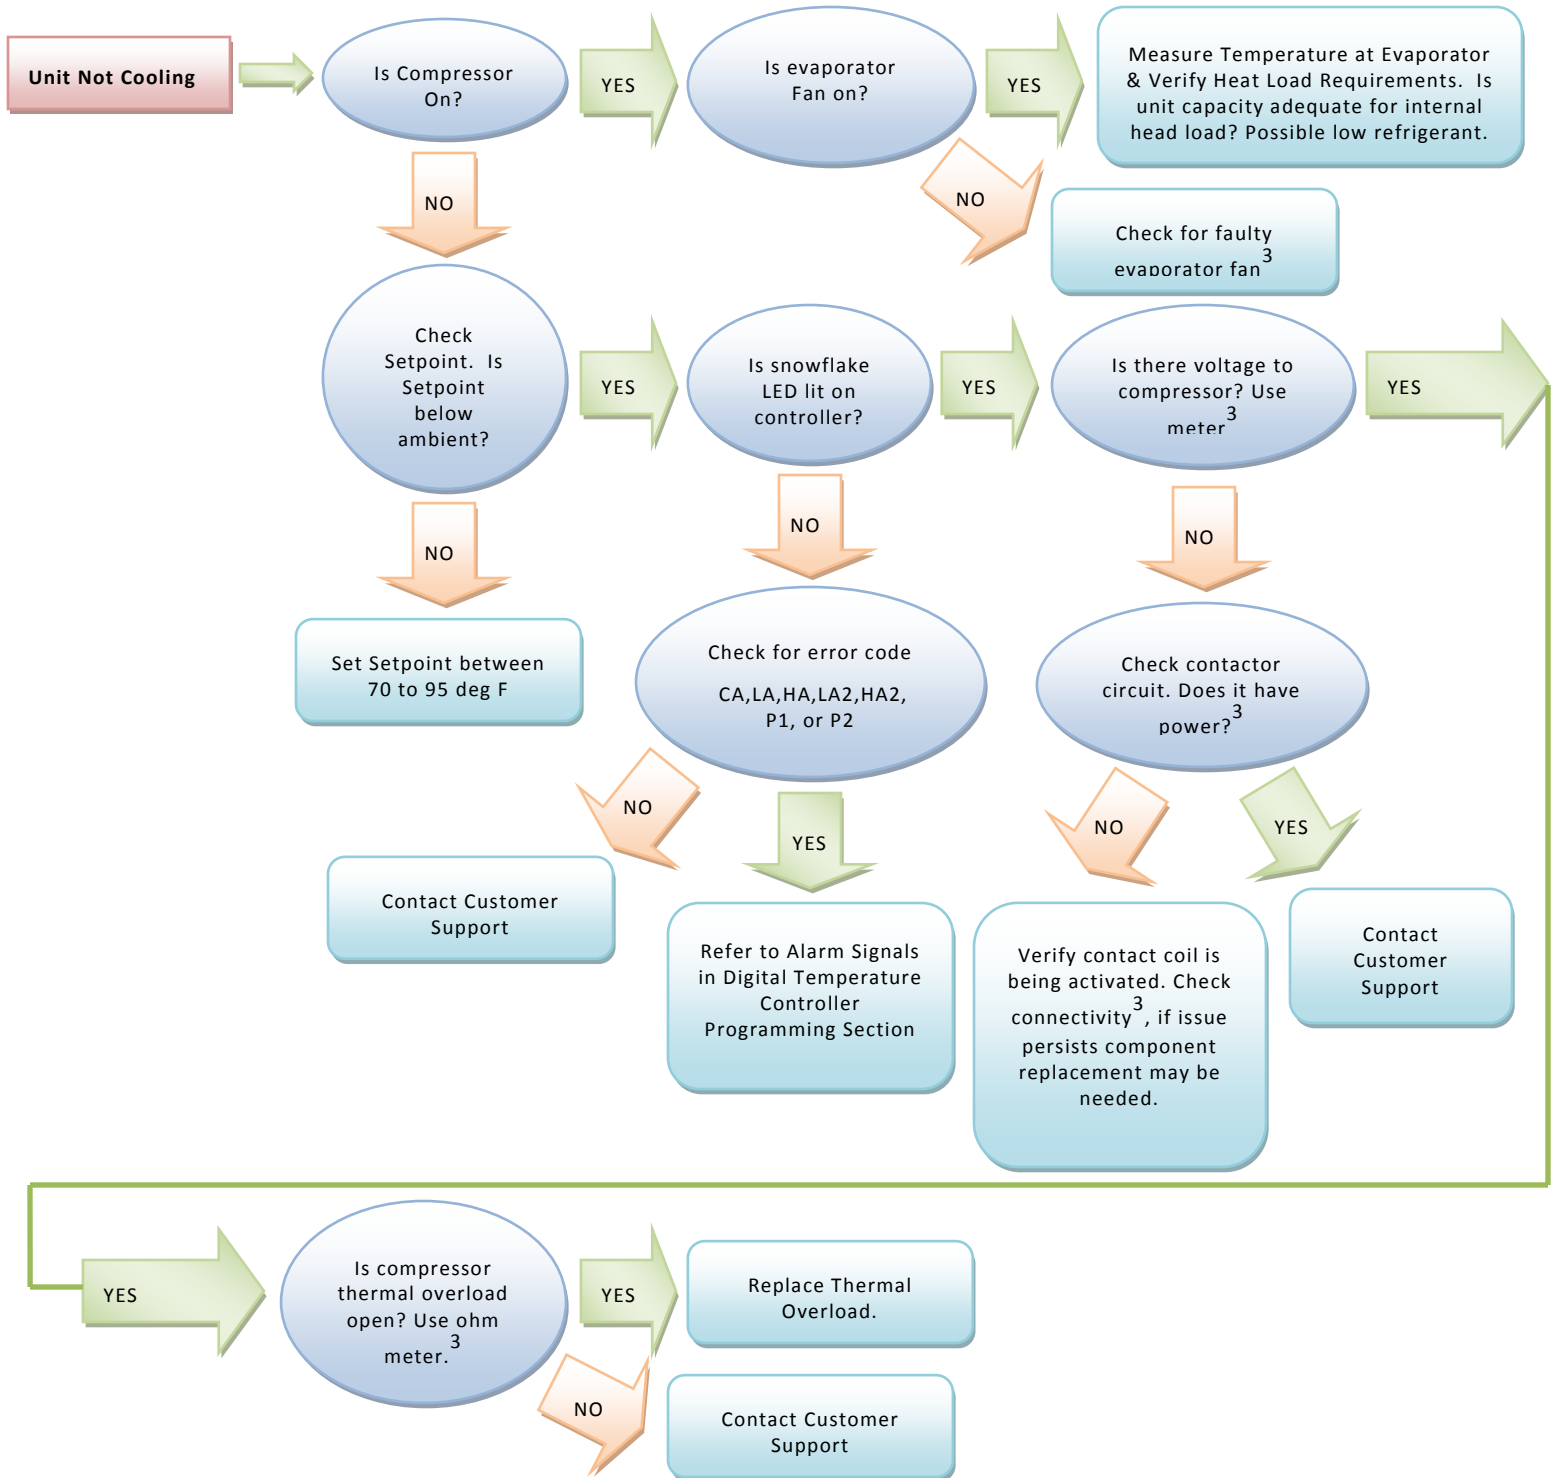 Unit Not Cooling
Is Compressor
On?
YES
Is evaporator
Fan on?
YES
Measure Temperature at Evaporator
& Verify Heat Load Requirements. Is
unit capacity adequate for internal
head load? Possible low refrigerant.
NO
NO
Check for faulty
evaporator fan3
Check
Setpoint. Is
Setpoint
below
ambient?
YES
Is snowflake
LED lit on
controller?
YES
Is there voltage to
compressor? Use
meter3
YES
NO
NO
NO
Set Setpoint between
70 to 95 deg F
Check for error code
CA,LA,HA,LA2,HA2,
P1, or P2
Check contactor
circuit. Does it have
power?3
NO
YES
NO
YES
Contact Customer
Support
Refer to Alarm Signals
in Digital Temperature
Controller
Programming Section
Verify contact coil is
being activated. Check
connectivity3, if issue
persists component
replacement may be
needed.
Contact
Customer
Support
YES
Is compressor
thermal overload
open? Use ohm
meter.3
YES
Replace Thermal
Overload.
NO
Contact Customer
Support